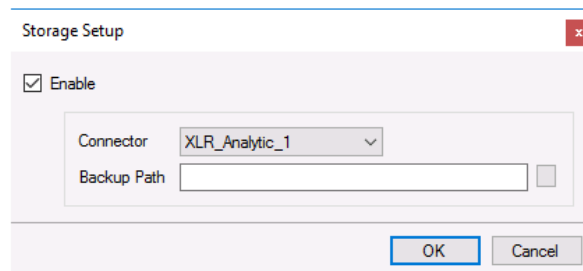 Storage Setup
x
Enable
Connector XLR_Analytic_1
Backup Path
OK Cancel